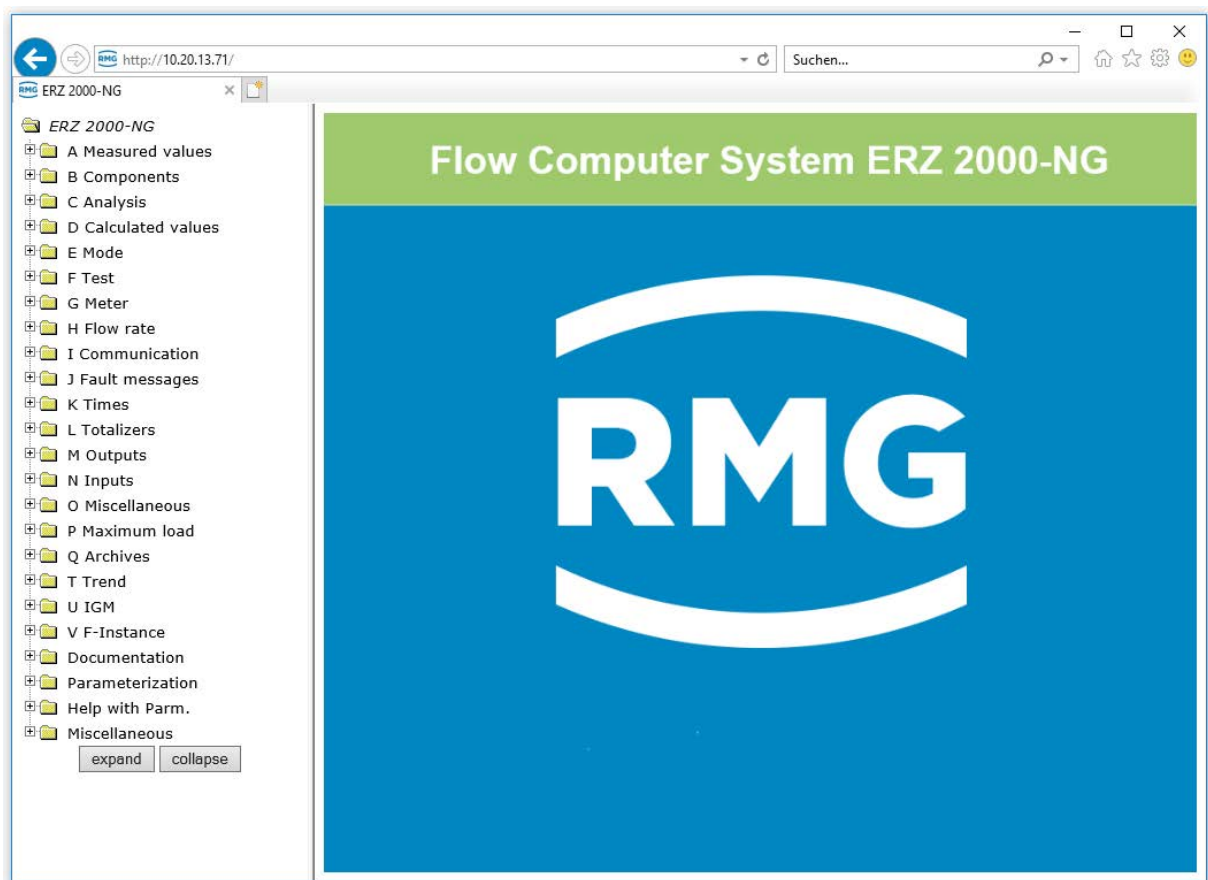 http://10.20.13.71/
Suchen...
RMG ERZ 2000-NG
ERZ 2000-NG
A Measured values
B Components
C Analysis
D Calculated values
E Mode
F Test
G Meter
H Flow rate
I Communication
J Fault messages
K Times
L Totalizers
M Outputs
N Inputs
O Miscellaneous
P Maximum load
Q Archives
T Trend
U IGM
V F-Instance
Documentation
Parameterization
Help with Parm.
Miscellaneous
expand collapse
Flow Computer System ERZ 2000-NG
RMG